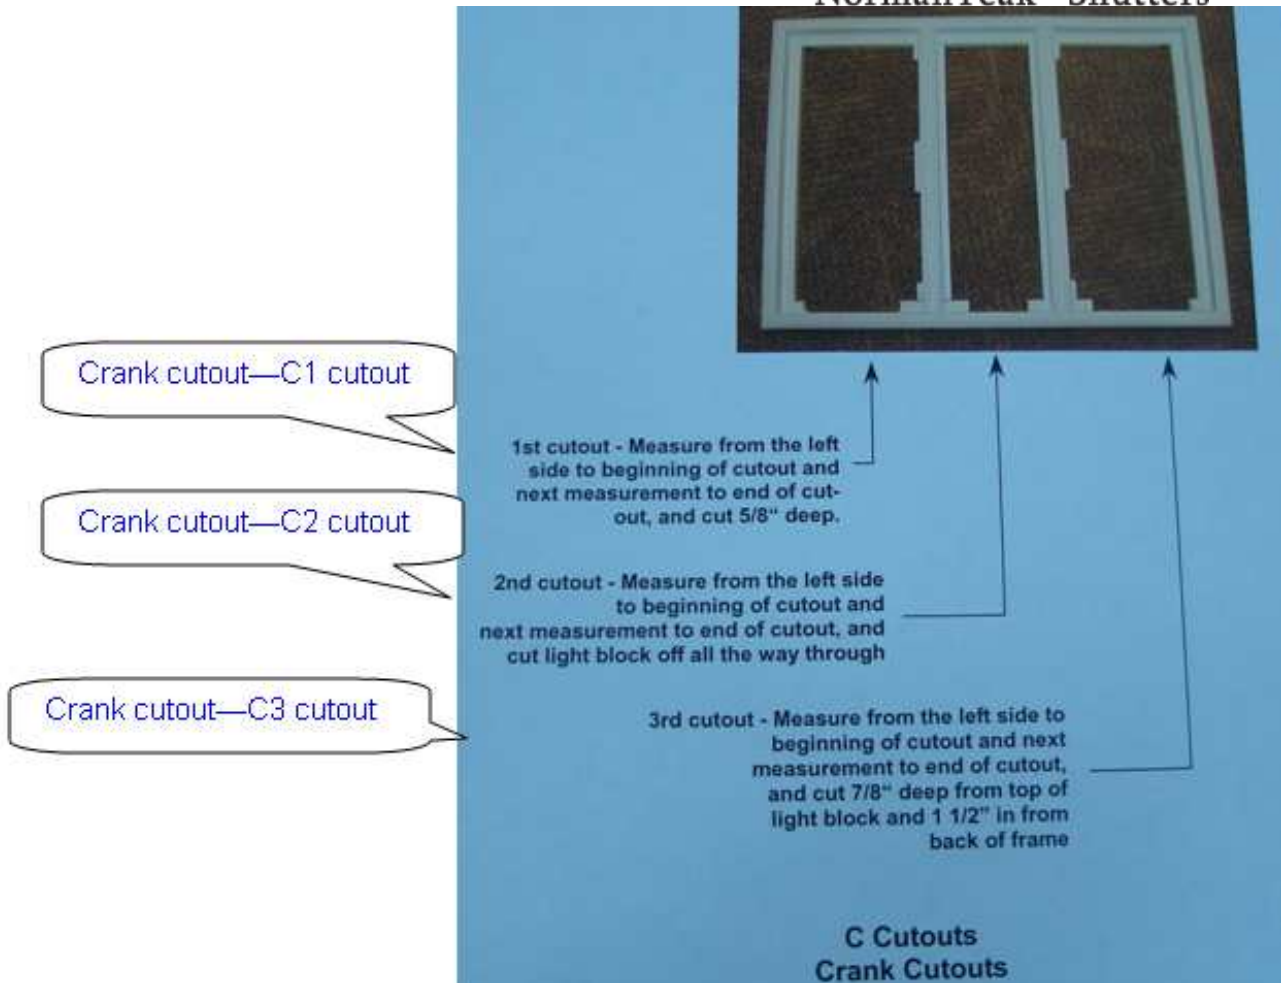 Crank cutout—C1 cutout
1st cutout - Measure from the left
side to beginning of cutout and
next measurement to end of cut-
out, and cut 5/8“ deep.
Crank cutout—C2 cutout
2nd cutout - Measure from the left side
to beginning of cutout and
next measurement to end of cutout, and
cut light block off all the way through
Crank cutout—C3 cutout
3rd cutout - Measure from the left side to
beginning of cutout and next
measurement to end of cutout,
and cut 7/8“ deep from top of
light block and 1 1/2” in from
back of frame
C Cutouts
Crank Cutouts